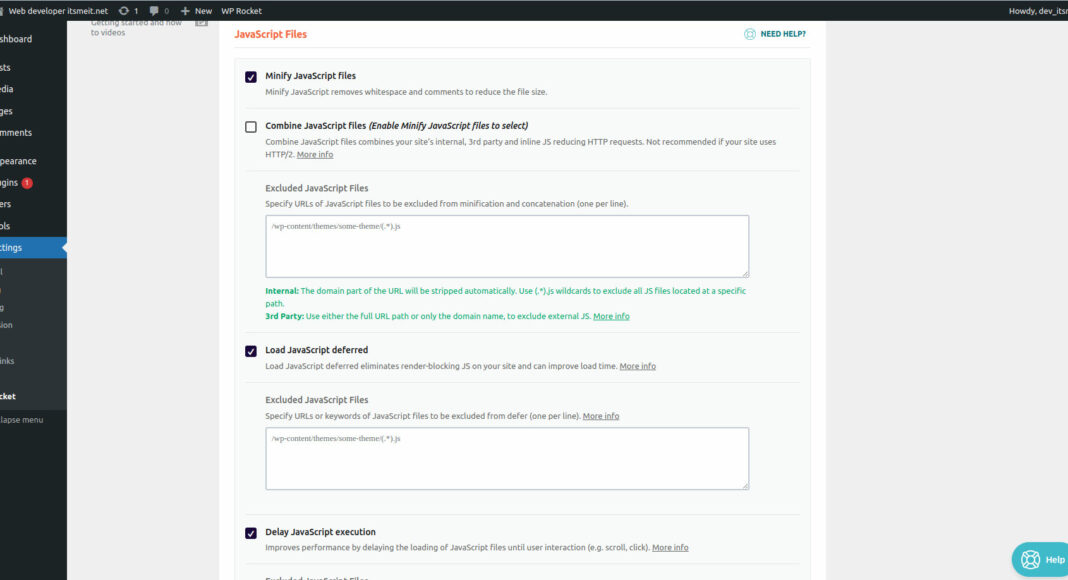 Web developer itsmeit.net 1 0 New WP Rocket Howdy, dev_its
Getting started and how
to videos
shboard
sts
edia
ges
mments
pearance
ugins 1
ers
ols
ttings
l
g
sion
inks
cket
lapse menu
JavaScript Files NEED HELP?
Minify JavaScript files
Minify JavaScript removes whitespace and comments to reduce the file size.
Combine JavaScript files (Enable Minify JavaScript files to select)
Combine JavaScript files combines your site's internal, 3rd party and inline JS reducing HTTP requests. Not recommended if your site uses
HTTP/2. More info
Excluded JavaScript Files
Specify URLs of JavaScript files to be excluded from minification and concatenation (one per line).
/wp-content/themes/some-theme/(.*).js
Internal: The domain part of the URL will be stripped automatically. Use (.*).js wildcards to exclude all JS files located at a specific
path.
3rd Party: Use either the full URL path or only the domain name, to exclude external JS. More info
Load JavaScript deferred
Load JavaScript deferred eliminates render-blocking JS on your site and can improve load time. More info
Excluded JavaScript Files
Specify URLs or keywords of JavaScript files to be excluded from defer (one per line). More info
/wp-content/themes/some-theme/(.*).js
Delay JavaScript execution
Improves performance by delaying the loading of JavaScript files until user interaction (e.g. scroll, click). More info
Excluded JavaScript Files
Help